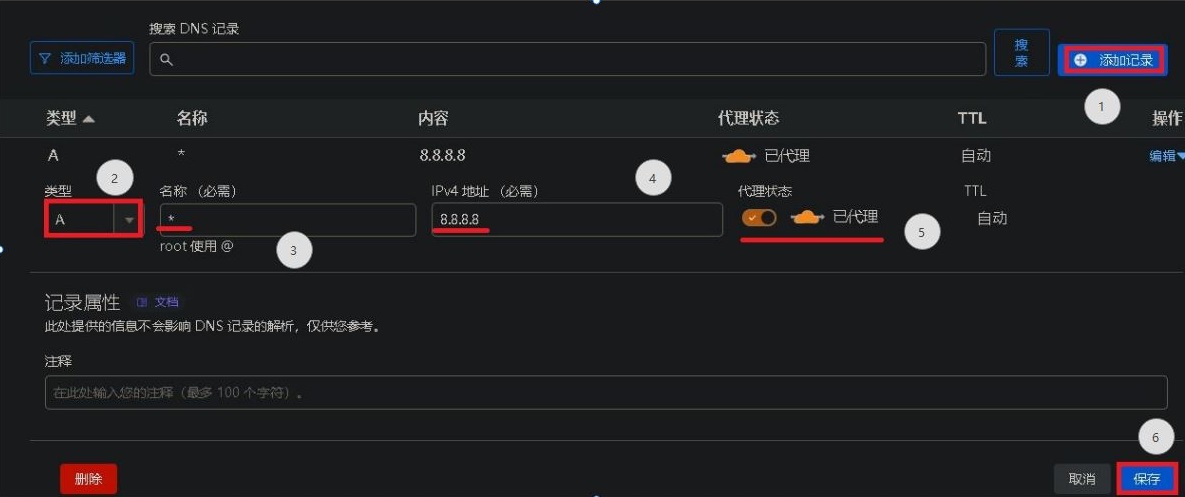 搜索 DNS 记录
添加筛选器
搜
索
添加记录
1
类型 名称 内容 代理状态 TTL 操作
A * 8.8.8.8 已代理 自动 编辑
2
4
类型 名称 （必需） IPv4 地址 （必需） 代理状态 TTL
A * 8.8.8.8 已代理 自动
5
root 使用 @
3
记录属性 文档
此处提供的信息不会影响 DNS 记录的解析，仅供您参考。
注释
在此处输入您的注释（最多 100 个字符）。
6
删除 取消 保存